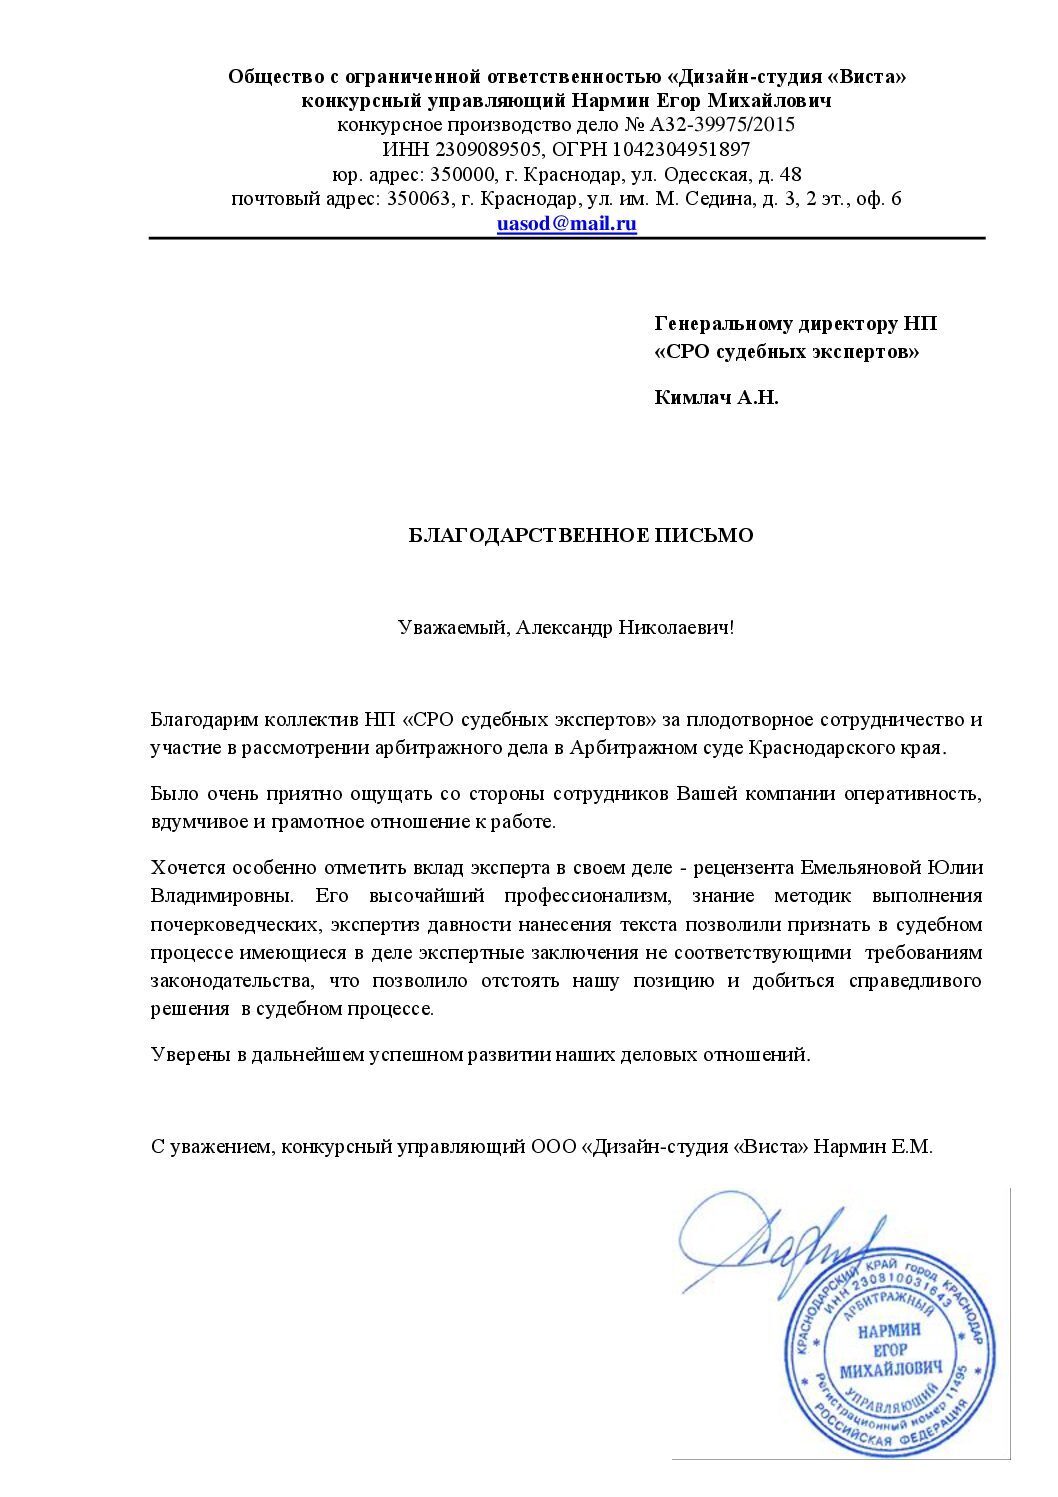 Общество с ограниченной ответственностью «Дизайн-студия «Виста»
конкурсный управляющий Нармин Егор Михайлович
конкурсное производство дело № А32-39975/2015
ИНН 2309089505, ОГРН 1042304951897
юр. адрес: 350000, г. Краснодар, ул. Одесская, д. 48
почтовый адрес: 350063, г. Краснодар, ул. им. М. Седина, д. 3, 2 эт., оф. 6
uasod@mail.ru
Генеральному директору НП
«СРО судебных экспертов»
Кимлач А.Н.
БЛАГОДАРСТВЕННОЕ ПИСЬМО
Уважаемый, Александр Николаевич!
Благодарим коллектив НП «СРО судебных экспертов» за плодотворное сотрудничество и
участие в рассмотрении арбитражного дела в Арбитражном суде Краснодарского края.
Было очень приятно ощущать со стороны сотрудников Вашей компании оперативность,
вдумчивое и грамотное отношение к работе.
Хочется особенно отметить вклад эксперта в своем деле - рецензента Емельяновой Юлии
Владимировны. Его высочайший профессионализм, знание методик выполнения
почерковедческих, экспертиз давности нанесения текста позволили признать в судебном
процессе имеющиеся в деле экспертные заключения не соответствующими требованиям
законодательства, что позволило отстоять нашу позицию и добиться справедливого
решения в судебном процессе.
Уверены в дальнейшем успешном развитии наших деловых отношений.
С уважением, конкурсный управляющий ООО «Дизайн-студия «Виста» Нармин Е.М.
КРАСНОДАРСКИЙ КРАЙ город КРАСНОДАР
ИНН 230810031643
АРБИТРАЖНЫЙ
НАРМИН
ЕГОР
МИХАЙЛОВИЧ
УПРАВЛЯЮЩИЙ
Регистрационный номер 11495
РОССИЙСКАЯ ФЕДЕРАЦИЯ